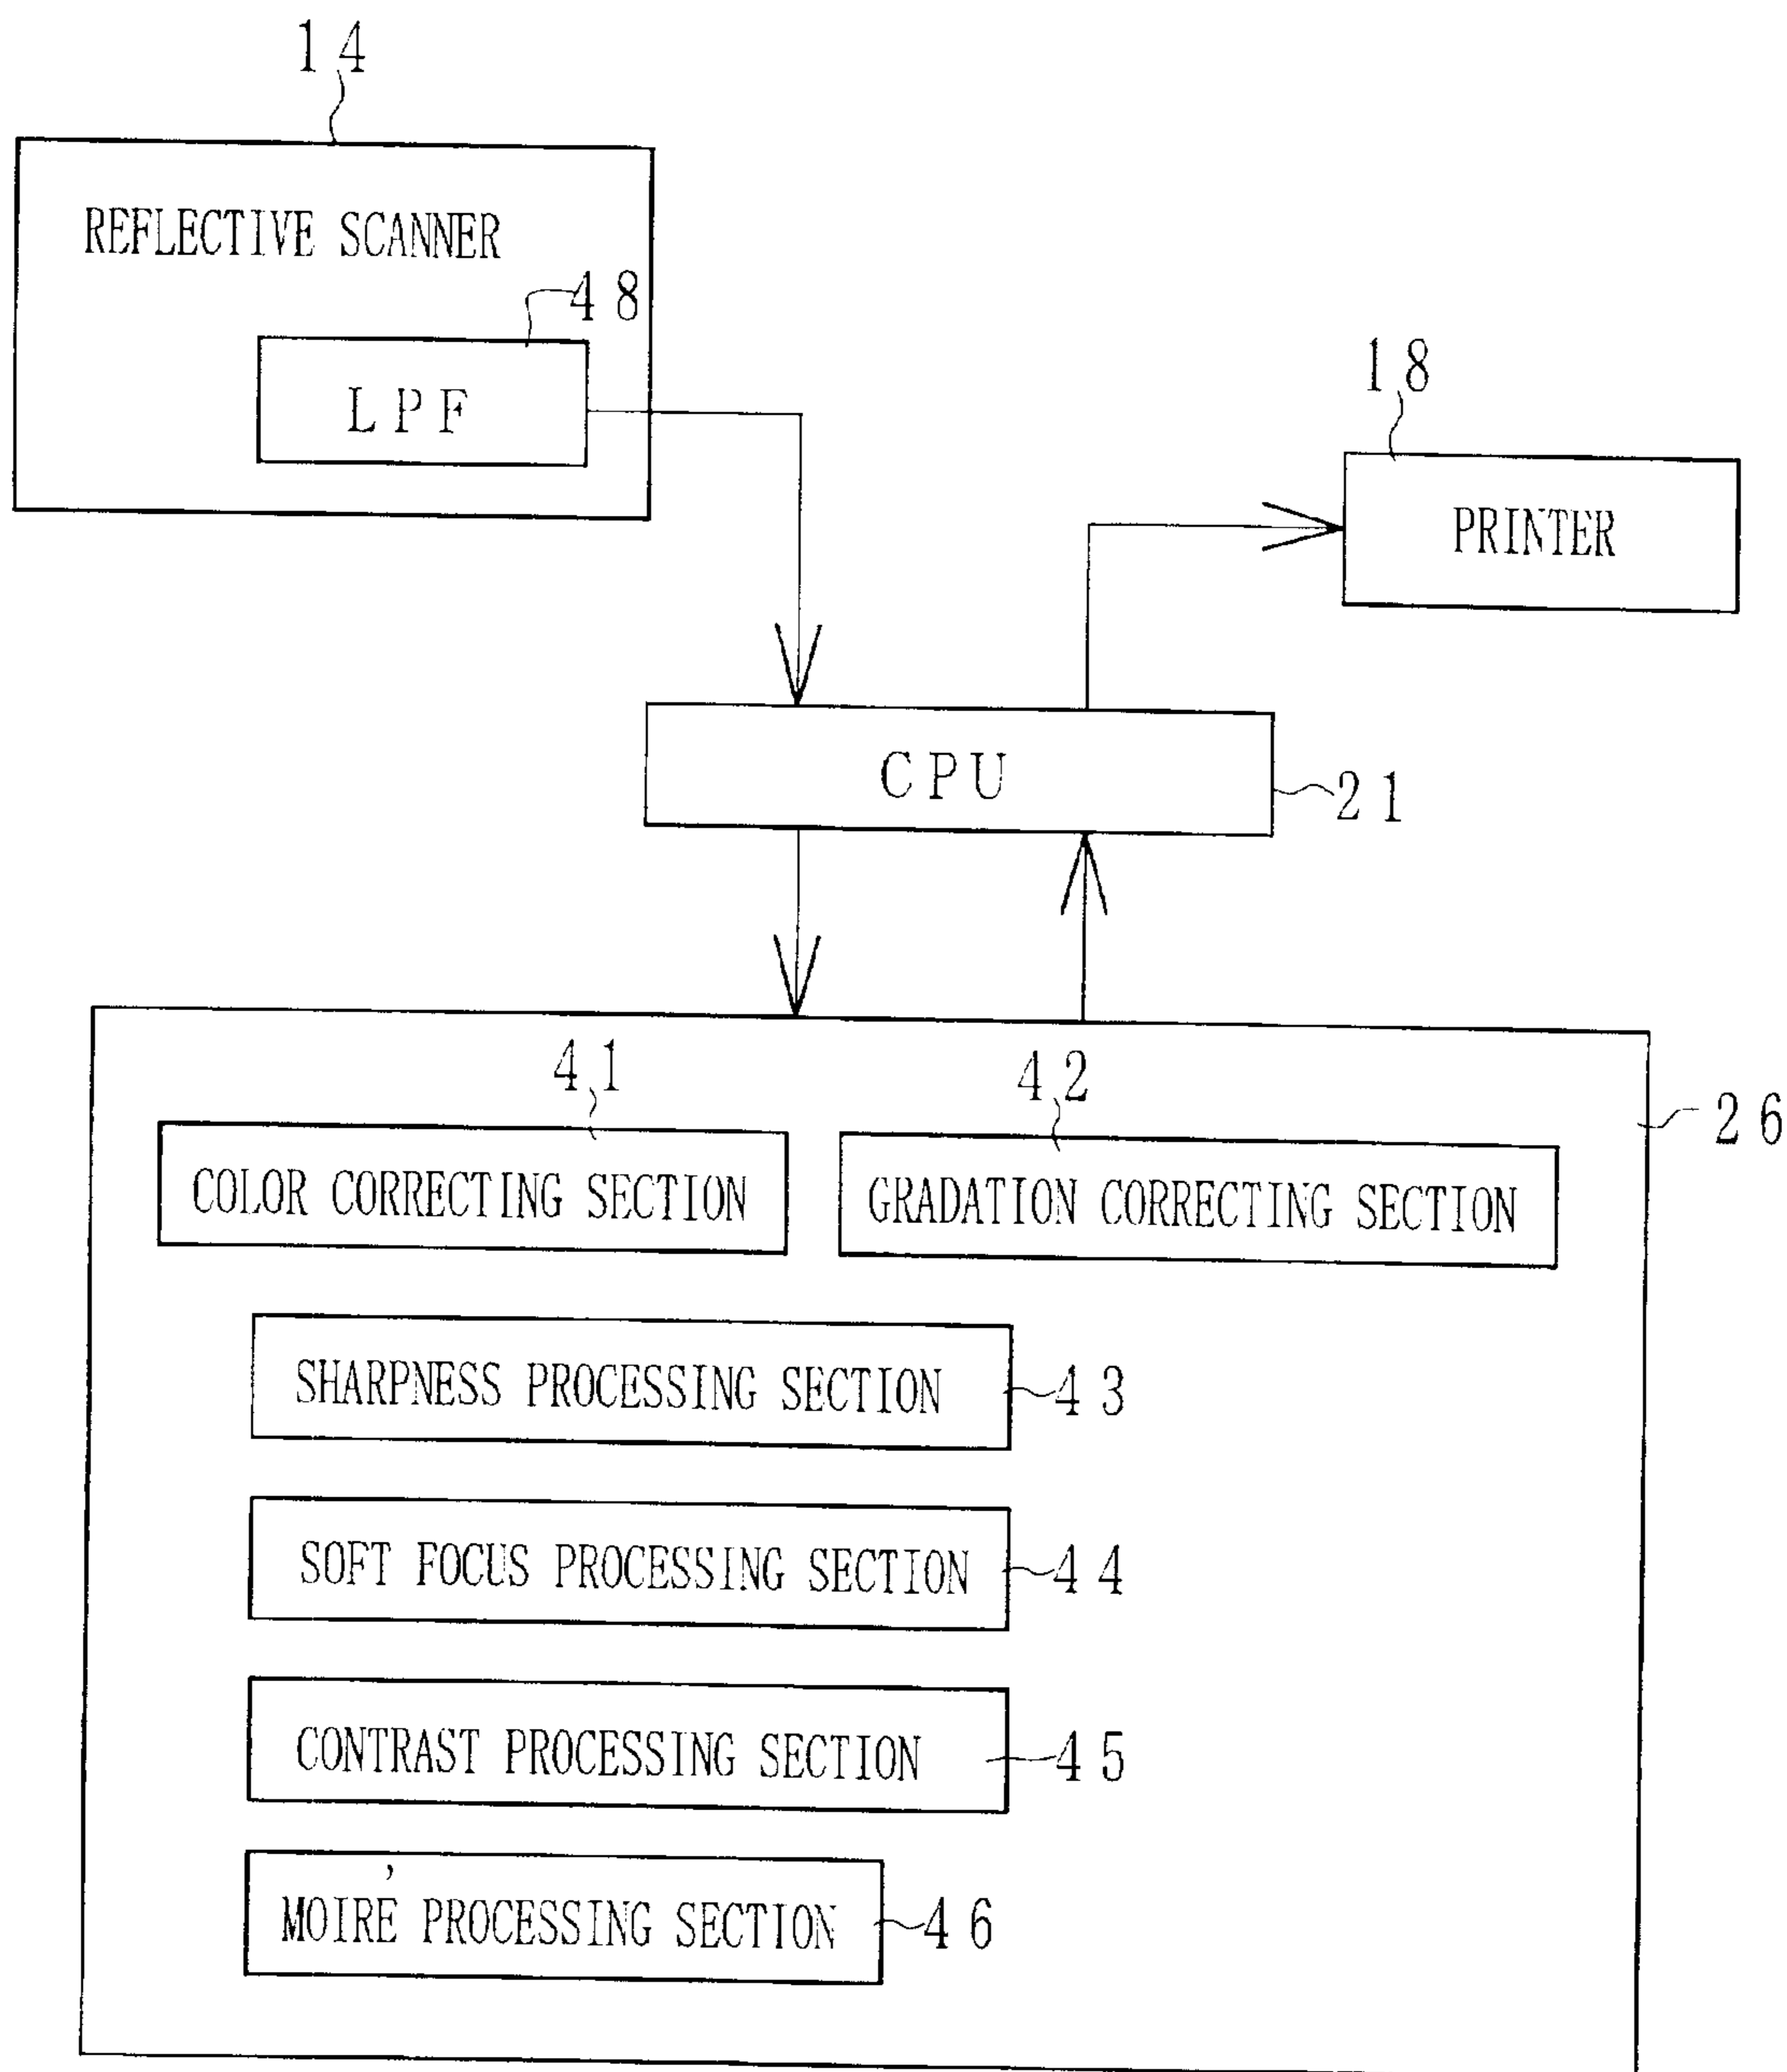 14
REFLECTIVE SCANNER
48
LPF
18
PRINTER
CPU
21
41
42
26
COLOR CORRECTING SECTION
GRADATION CORRECTING SECTION
SHARPNESS PROCESSING SECTION
43
SOFT FOCUS PROCESSING SECTION
44
CONTRAST PROCESSING SECTION
45
MOIRÉ PROCESSING SECTION
46